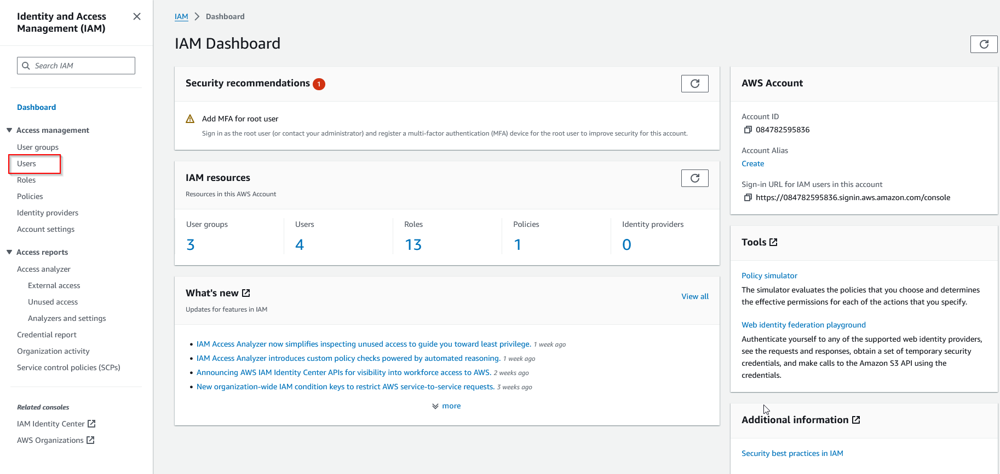 Identity and Access
Management (IAM)
Search IAM
Dashboard
Access management
User groups
Users
Roles
Policies
Identity providers
Account settings
Access reports
Access analyzer
External access
Unused access
Analyzers and settings
Credential report
Organization activity
Service control policies (SCPs)
Related consoles
IAM Identity Center
AWS Organizations
IAM > Dashboard
IAM Dashboard
Security recommendations 1
Add MFA for root user
Sign in as the root user (or contact your administrator) and register a multi-factor authentication (MFA) device for the root user to improve security for this account.
IAM resources
Resources in this AWS Account
User groups Users Roles Policies Identity providers
3 4 13 1 0
What's new
View all
Updates for features in IAM
• IAM Access Analyzer now simplifies inspecting unused access to guide you toward least privilege. 1 week ago
• IAM Access Analyzer introduces custom policy checks powered by automated reasoning. 1 week ago
• Announcing AWS IAM Identity Center APIs for visibility into workforce access to AWS. 2 weeks ago
• New organization-wide IAM condition keys to restrict AWS service-to-service requests. 3 weeks ago
more
AWS Account
Account ID
084782595836
Account Alias
Create
Sign-in URL for IAM users in this account
https://084782595836.signin.aws.amazon.com/console
Tools
Policy simulator
The simulator evaluates the policies that you choose and determines
the effective permissions for each of the actions that you specify.
Web identity federation playground
Authenticate yourself to any of the supported web identity providers,
see the requests and responses, obtain a set of temporary security
credentials, and make calls to the Amazon S3 API using the
credentials.
Additional information
Security best practices in IAM